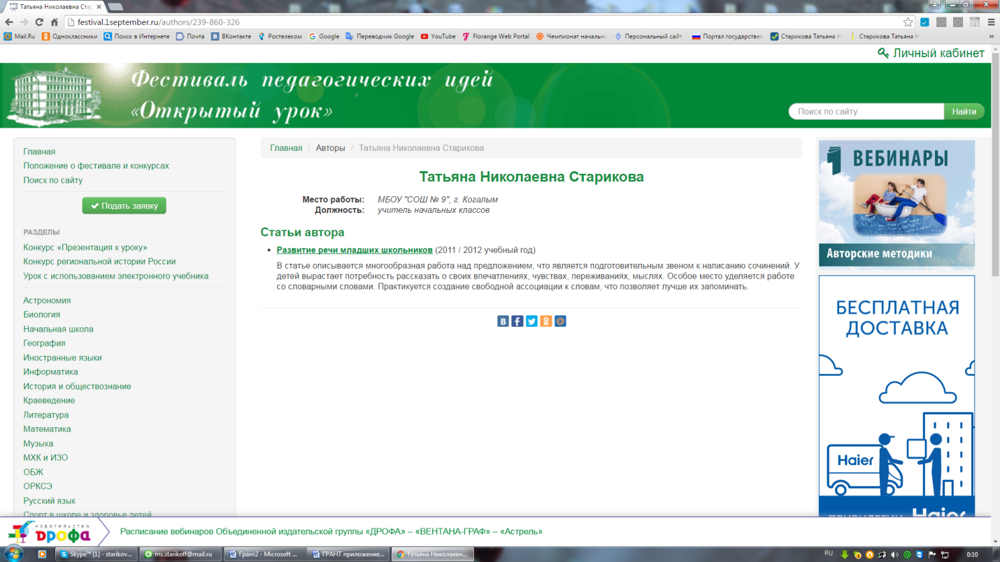 Татьяна Николаевна Стар
festival.1september.ru/authors/239-860-326
Mail.Ru Одноклассники Поиск в Интернете Почта ВКонтакте Ростелеком Google Переводчик Google YouTube Florange Web Portal Чемпионат начально Персональный сайт Портал государствен Старикова Татьяна Н Старикова Татьяна Н
Личный кабинет
Фестиваль педагогических идей
«Открытый урок»
Поиск по сайту Найти
Главная
Положение о фестивале и конкурсах
Поиск по сайту
Подать заявку
РАЗДЕЛЫ
Конкурс «Презентация к уроку»
Конкурс региональной истории России
Урок с использованием электронного учебника
Астрономия
Биология
Начальная школа
География
Иностранные языки
Информатика
История и обществознание
Краеведение
Литература
Математика
Музыка
МХК и ИЗО
ОБЖ
ОРКСЭ
Русский язык
Спорт в школе и здоровье детей
Главная / Авторы / Татьяна Николаевна Старикова
Татьяна Николаевна Старикова
Место работы: МБОУ "СОШ № 9", г. Когалым
Должность: учитель начальных классов
Статьи автора
• Развитие речи младших школьников (2011 / 2012 учебный год)
В статье описывается многообразная работа над предложением, что является подготовительным звеном к написанию сочинений. У
детей вырастает потребность рассказать о своих впечатлениях, чувствах, переживаниях, мыслях. Особое место уделяется работе
со словарными словами. Практикуется создание свободной ассоциации к словам, что позволяет лучше их запоминать.
ВЕБИНАРЫ
Авторские методики
БЕСПЛАТНАЯ
ДОСТАВКА
Haier
ПРИВИЛЕГИИ Haier
издательство
дрофа
Расписание вебинаров Объединенной издательской группы «ДРОФА» – «ВЕНТАНА-ГРАФ» – «Астрель»
Skype™ [1] - starikov... ms.starikoff@mail.ru Грант2 - Microsoft ... ГРАНТ приложение... Татьяна Николаевн... RU 0:10